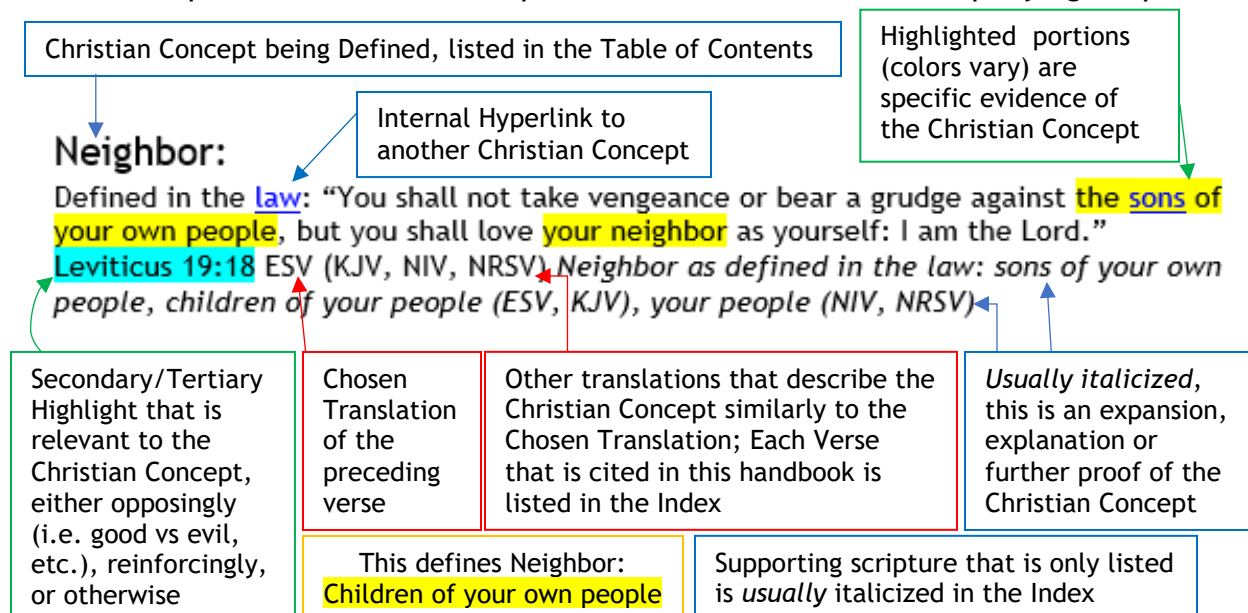 Christian Concept being Defined, listed in the Table of Contents
Highlighted portions
(colors vary) are
specific evidence of
the Christian Concept
Internal Hyperlink to
another Christian Concept
Neighbor:
Defined in the law: “You shall not take vengeance or bear a grudge against the sons of
your own people, but you shall love your neighbor as yourself: I am the Lord.”
Leviticus 19:18 ESV (KJV, NIV, NRSV) Neighbor as defined in the law: sons of your own
people, children of your people (ESV, KJV), your people (NIV, NRSV)
Secondary/Tertiary
Highlight that is
relevant to the
Christian Concept,
either opposingly
(i.e. good vs evil,
etc.), reinforcingly,
or otherwise
Chosen
Translation
of the
preceding
verse
Other translations that describe the
Christian Concept similarly to the
Chosen Translation; Each Verse
that is cited in this handbook is
listed in the Index
Usually italicized,
this is an expansion,
explanation or
further proof of the
Christian Concept
This defines Neighbor:
Children of your own people
Supporting scripture that is only listed
is usually italicized in the Index